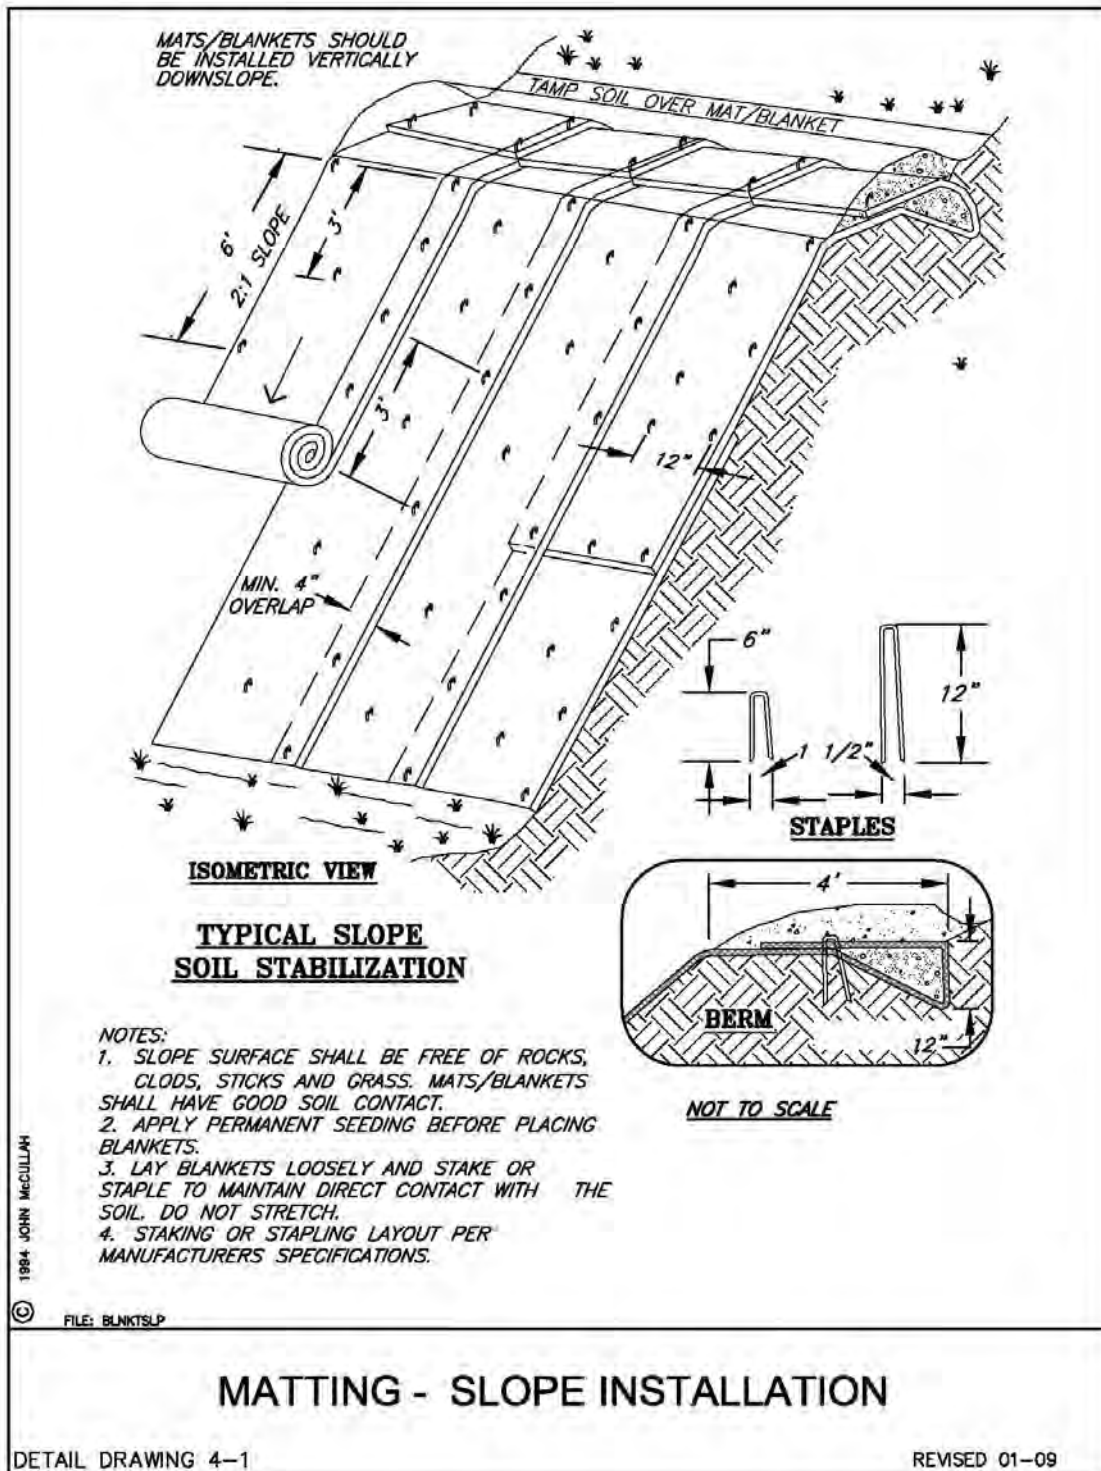 MATS/BLANKETS SHOULD
BE INSTALLED VERTICALLY
DOWNSLOPE.
TAMP SOIL OVER MAT/BLANKET
6'
2:1 SLOPE
3'
3'
12"
MIN. 4"
OVERLAP
6"
12"
1 1/2"
STAPLES
ISOMETRIC VIEW
TYPICAL SLOPE
SOIL STABILIZATION
4'
BERM
12"
NOT TO SCALE
NOTES:
1. SLOPE SURFACE SHALL BE FREE OF ROCKS,
CLODS, STICKS AND GRASS. MATS/BLANKETS
SHALL HAVE GOOD SOIL CONTACT.
2. APPLY PERMANENT SEEDING BEFORE PLACING
BLANKETS.
3. LAY BLANKETS LOOSELY AND STAKE OR
STAPLE TO MAINTAIN DIRECT CONTACT WITH THE
SOIL. DO NOT STRETCH.
4. STAKING OR STAPLING LAYOUT PER
MANUFACTURERS SPECIFICATIONS.
© 1994 JOHN McCULLAH
FILE: BLNKTSLP
MATTING - SLOPE INSTALLATION
DETAIL DRAWING 4-1
REVISED 01-09